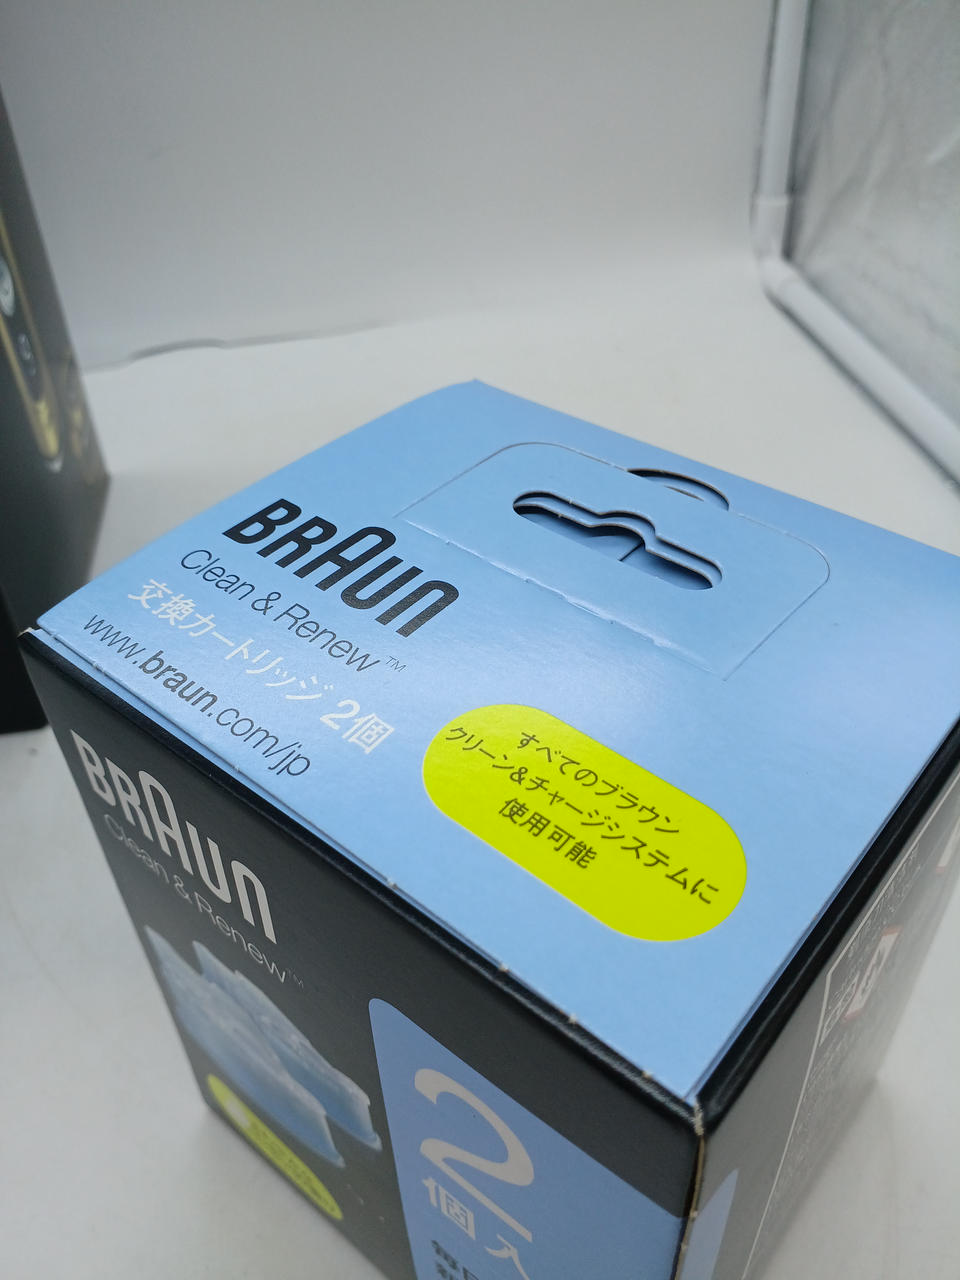 BRAUN
Clean & Renew™
交換カートリッジ 2個
www.braun.com/jp
すべてのブラウン
クリーン&チャージシステムに
使用可能
BRAUN
Clean & Renew™
2
個入